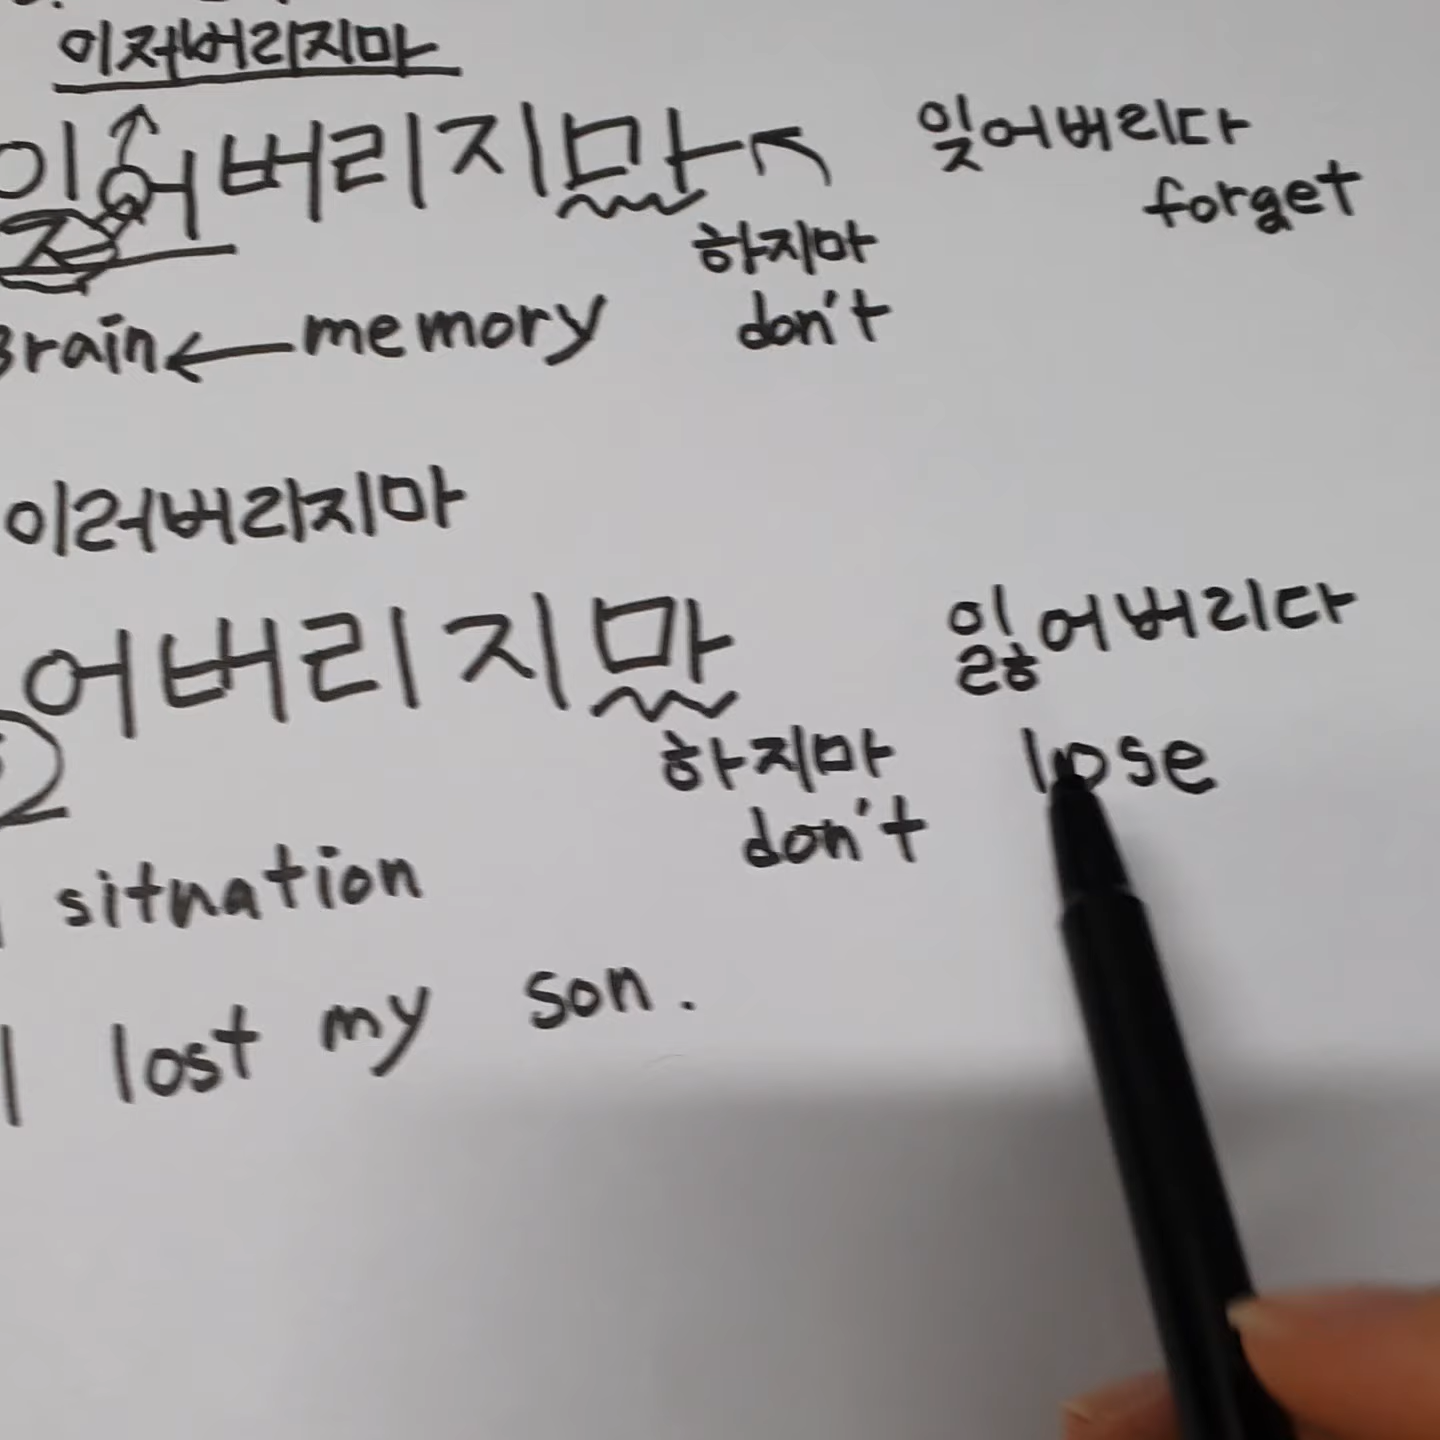 이저버리지마
잊어버리지만 잊어버리다
forget
하지마
Brain ← memory don't
이러버리지마
어버리지만 잃어버리다
하지마 lose
don't
situation
I lost my son.